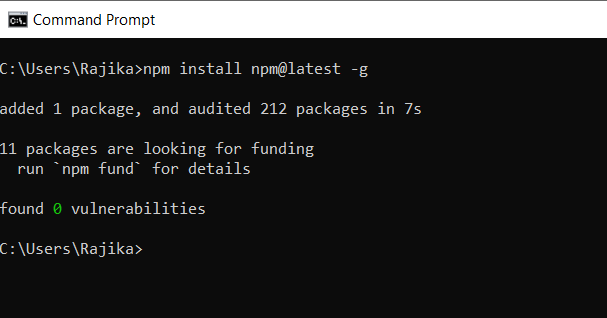 Command Prompt
C:\Users\Rajika>npm install npm@latest -g
added 1 package, and audited 212 packages in 7s
11 packages are looking for funding
  run `npm fund` for details
found 0 vulnerabilities
C:\Users\Rajika>